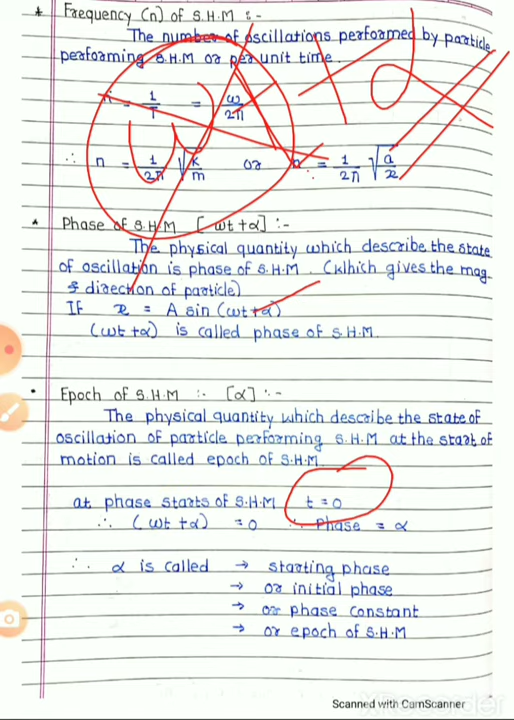 * Frequency (n) of S.H.M :-
The number of oscillations performed by particle
performing S.H.M or per unit time.
n = 1/T = ω/2π
∴ n = 1/2π √k/m or n = 1/2π √a/x
* Phase of S.H.M [ωt+α] :-
The physical quantity which describe the state
of oscillation is phase of S.H.M. (Which gives the mag.
& direction of particle)
If x = A sin (ωt+α)
(ωt+α) is called phase of S.H.M.
• Epoch of S.H.M :- [α] :-
The physical quantity which describe the state of
oscillation of particle performing S.H.M at the start of
motion is called epoch of S.H.M.
at phase starts of S.H.M t = 0
∴ (ωt+α) = 0 ∴ Phase = α
∴ α is called → starting phase
→ or initial phase
→ or phase constant
→ or epoch of S.H.M
Scanned with CamScanner